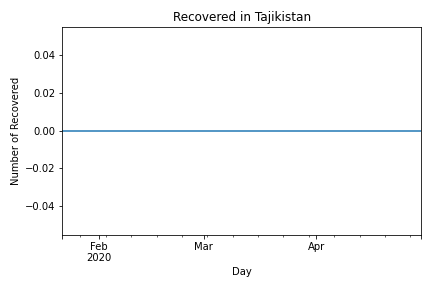 Recovered in Tajikistan
Number of Recovered
0.04
0.02
0.00
−0.02
−0.04
Feb
2020
Mar
Apr
Day